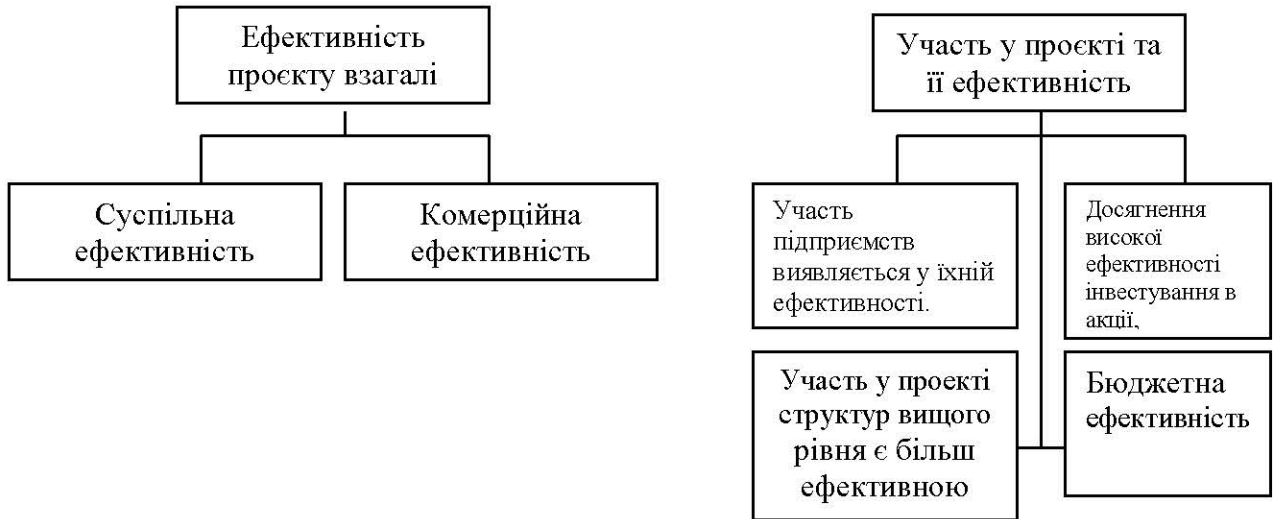 Ефективність
проєкту взагалі
Суспільна
ефективність
Комерційна
ефективність
Участь у проєкті та
її ефективність
Участь
підприємств
виявляється у їхній
ефективності.
Досягнення
високої
ефективності
інвестування в
акції,
Участь у проекті
структур вищого
рівня є більш
ефективною
Бюджетна
ефективність